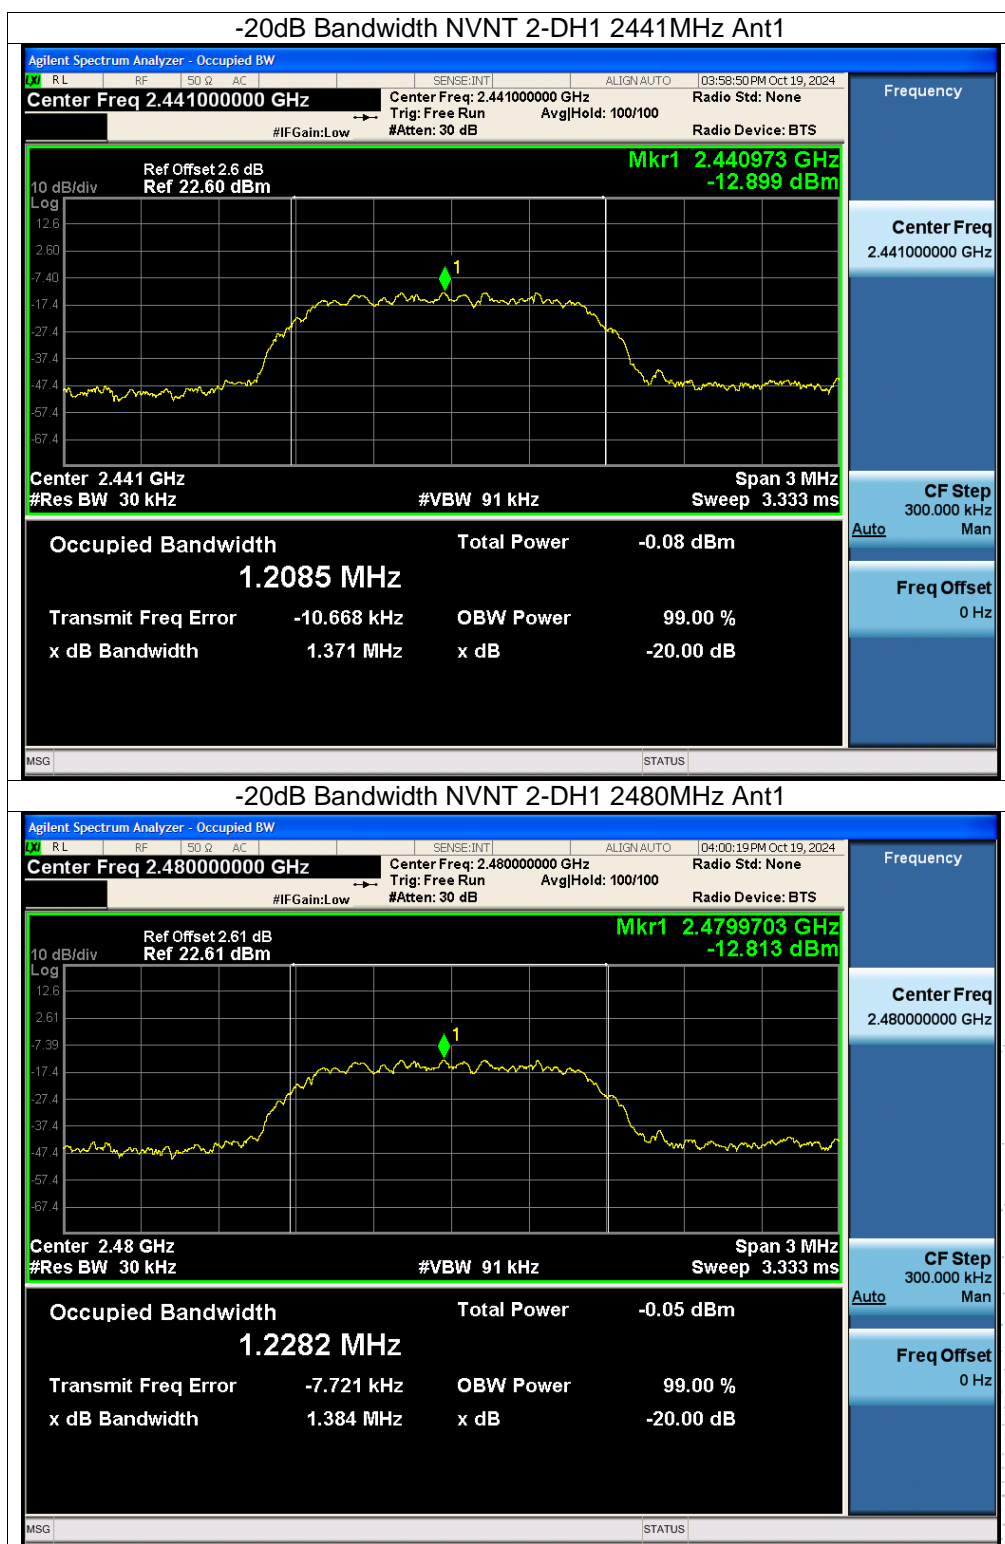 -20dB Bandwidth NVNT 2-DH1 2441MHz Ant1
Agilent Spectrum Analyzer - Occupied BW
LXI RL RF 50 Ω AC SENSE:INT ALIGN AUTO 03:58:50 PM Oct 19, 2024
Center Freq 2.441000000 GHz
Center Freq: 2.441000000 GHz
Radio Std: None
Trig: Free Run Avg|Hold: 100/100
#IFGain:Low #Atten: 30 dB Radio Device: BTS
Frequency
Mkr1 2.440973 GHz
-12.899 dBm
Ref Offset 2.6 dB
10 dB/div Ref 22.60 dBm
Log
12.6
2.60
-7.40
-17.4
-27.4
-37.4
-47.4
-57.4
-67.4
1
Center 2.441 GHz Span 3 MHz
#Res BW 30 kHz #VBW 91 kHz Sweep 3.333 ms
Center Freq
2.441000000 GHz
CF Step
300.000 kHz
Auto Man
Freq Offset
0 Hz
Occupied Bandwidth Total Power -0.08 dBm
1.2085 MHz
Transmit Freq Error -10.668 kHz OBW Power 99.00 %
x dB Bandwidth 1.371 MHz x dB -20.00 dB
MSG STATUS
-20dB Bandwidth NVNT 2-DH1 2480MHz Ant1
Agilent Spectrum Analyzer - Occupied BW
LXI RL RF 50 Ω AC SENSE:INT ALIGN AUTO 04:00:19 PM Oct 19, 2024
Center Freq 2.480000000 GHz
Center Freq: 2.480000000 GHz
Radio Std: None
Trig: Free Run Avg|Hold: 100/100
#IFGain:Low #Atten: 30 dB Radio Device: BTS
Frequency
Mkr1 2.4799703 GHz
-12.813 dBm
Ref Offset 2.61 dB
10 dB/div Ref 22.61 dBm
Log
12.6
2.61
-7.39
-17.4
-27.4
-37.4
-47.4
-57.4
-67.4
1
Center 2.48 GHz Span 3 MHz
#Res BW 30 kHz #VBW 91 kHz Sweep 3.333 ms
Center Freq
2.480000000 GHz
CF Step
300.000 kHz
Auto Man
Freq Offset
0 Hz
Occupied Bandwidth Total Power -0.05 dBm
1.2282 MHz
Transmit Freq Error -7.721 kHz OBW Power 99.00 %
x dB Bandwidth 1.384 MHz x dB -20.00 dB
MSG STATUS